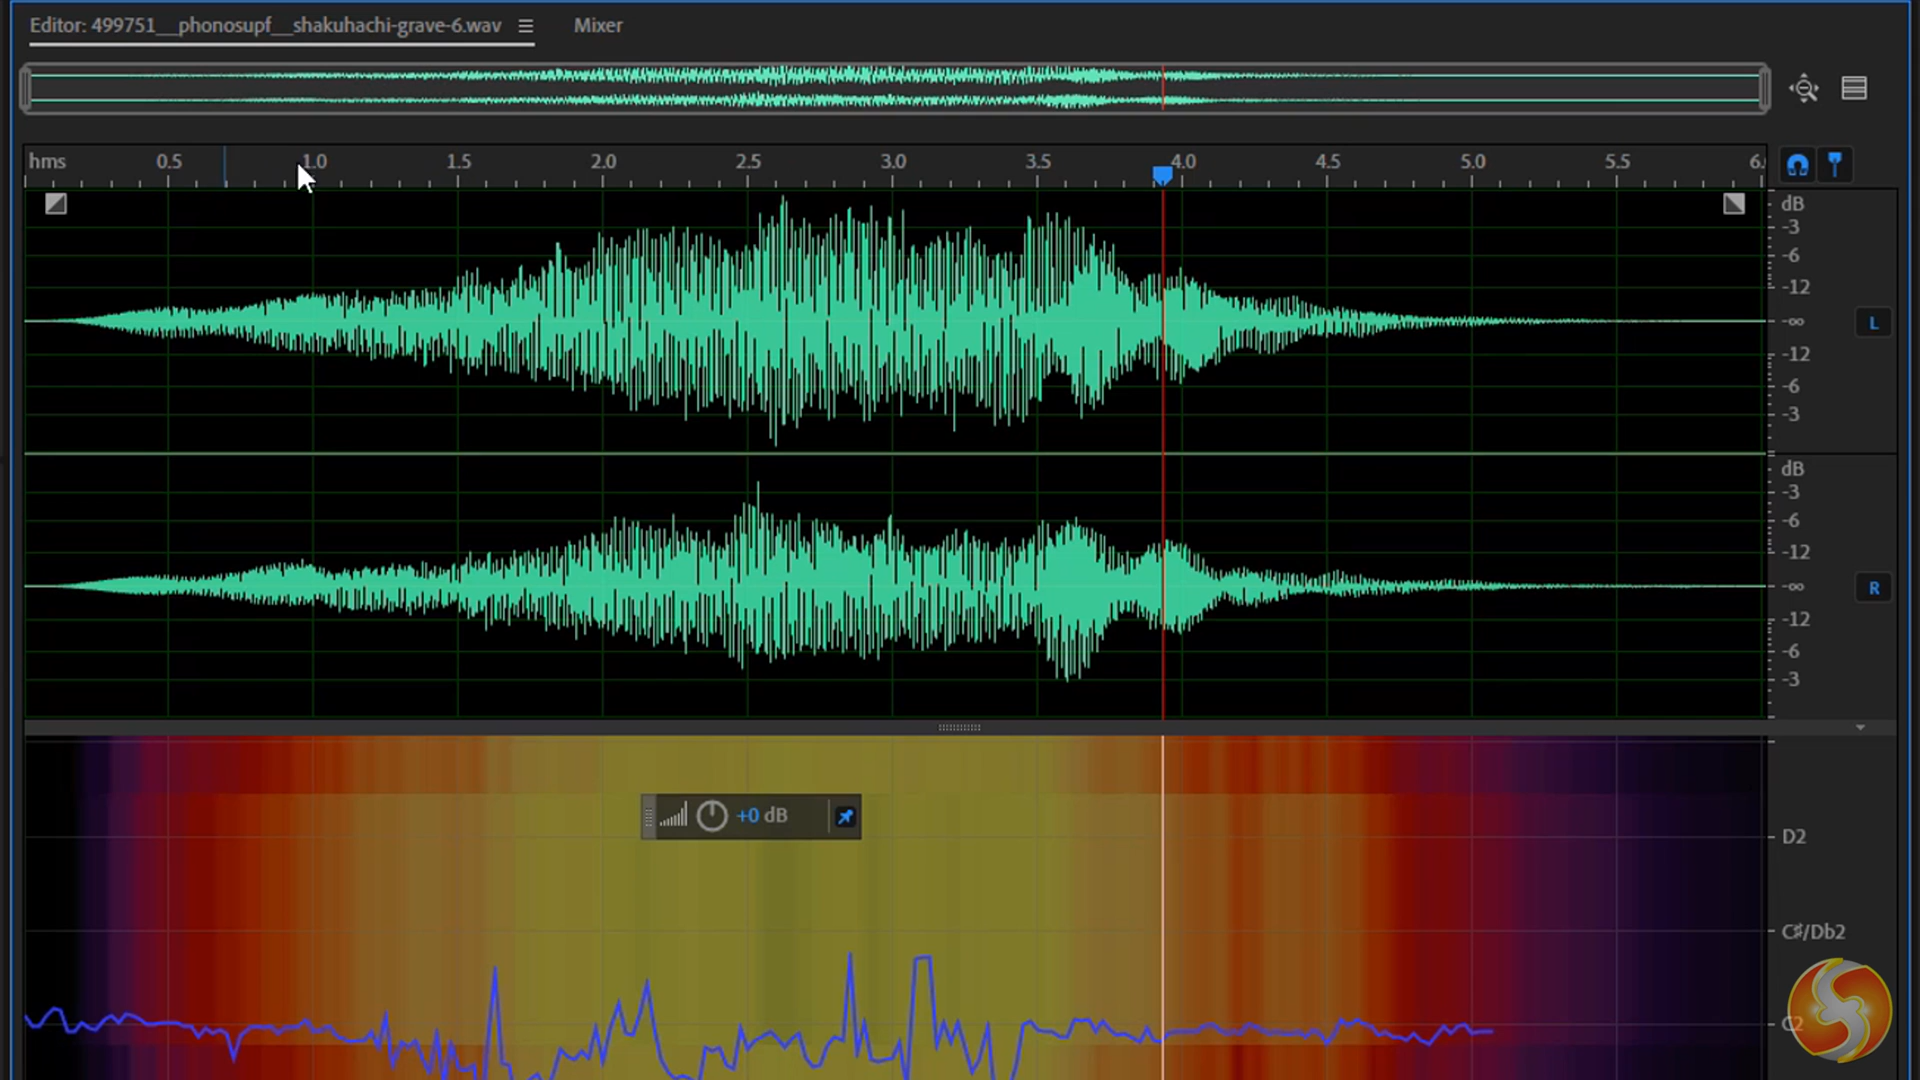 Editor: 499751__phonosupf__shakuhachi-grave-6.wav ☰ Mixer
hms 0.5 1.0 1.5 2.0 2.5 3.0 3.5 4.0 4.5 5.0 5.5
dB
-3
-6
-12
-∞
L
-12
-6
-3
dB
-3
-6
-12
-∞
R
-12
-6
-3
+0 dB
D2
C♯/Db2
C2